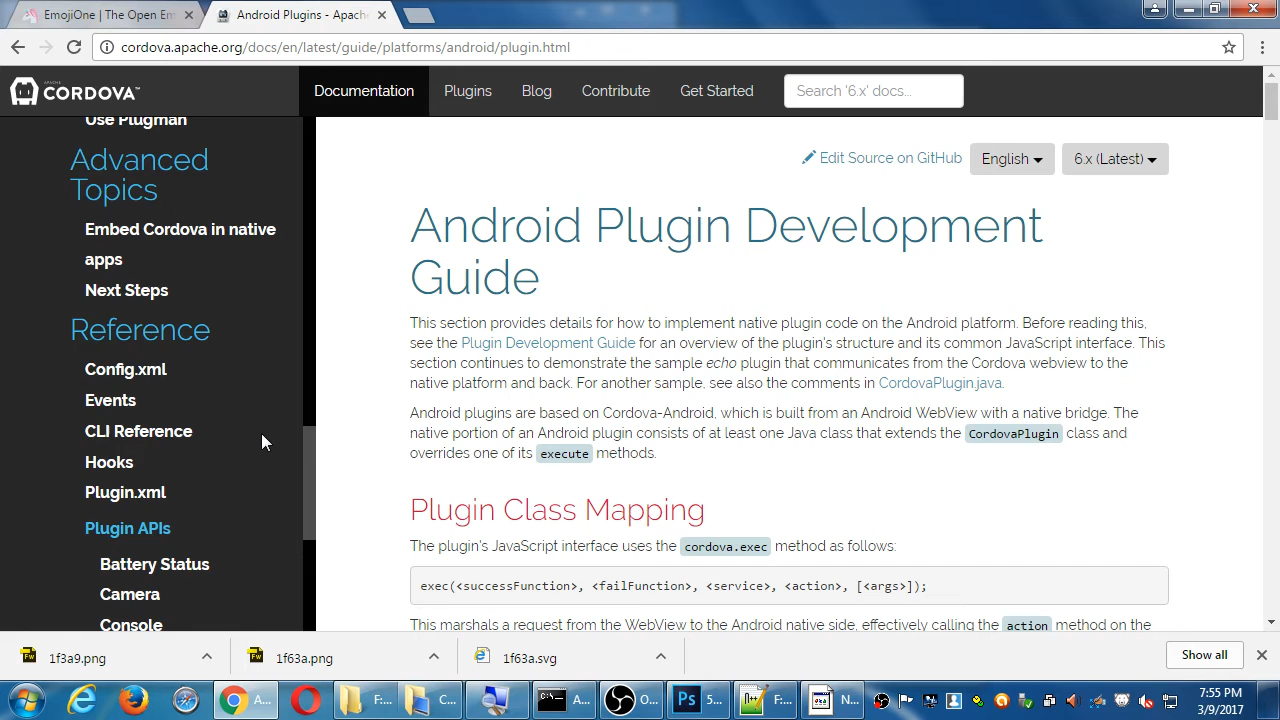 EmojiOne | The Open Em
Android Plugins - Apach
cordova.apache.org/docs/en/latest/guide/platforms/android/plugin.html
APACHE
CORDOVA™
Documentation
Plugins
Blog
Contribute
Get Started
Search '6.x' docs...
Use Plugman
Advanced
Topics
Embed Cordova in native
apps
Next Steps
Reference
Config.xml
Events
CLI Reference
Hooks
Plugin.xml
Plugin APIs
Battery Status
Camera
Console
Edit Source on GitHub
English
6.x (Latest)
Android Plugin Development
Guide
This section provides details for how to implement native plugin code on the Android platform. Before reading this,
see the Plugin Development Guide for an overview of the plugin's structure and its common JavaScript interface. This
section continues to demonstrate the sample echo plugin that communicates from the Cordova webview to the
native platform and back. For another sample, see also the comments in CordovaPlugin.java.
Android plugins are based on Cordova-Android, which is built from an Android WebView with a native bridge. The
native portion of an Android plugin consists of at least one Java class that extends the CordovaPlugin class and
overrides one of its execute methods.
Plugin Class Mapping
The plugin's JavaScript interface uses the cordova.exec method as follows:
exec(<successFunction>, <failFunction>, <service>, <action>, [<args>]);
This marshals a request from the WebView to the Android native side, effectively calling the action method on the
1f3a9.png
1f63a.png
1f63a.svg
Show all
A...
F:...
C...
A...
O...
Ps
5...
F:...
N...
7:55 PM
3/9/2017